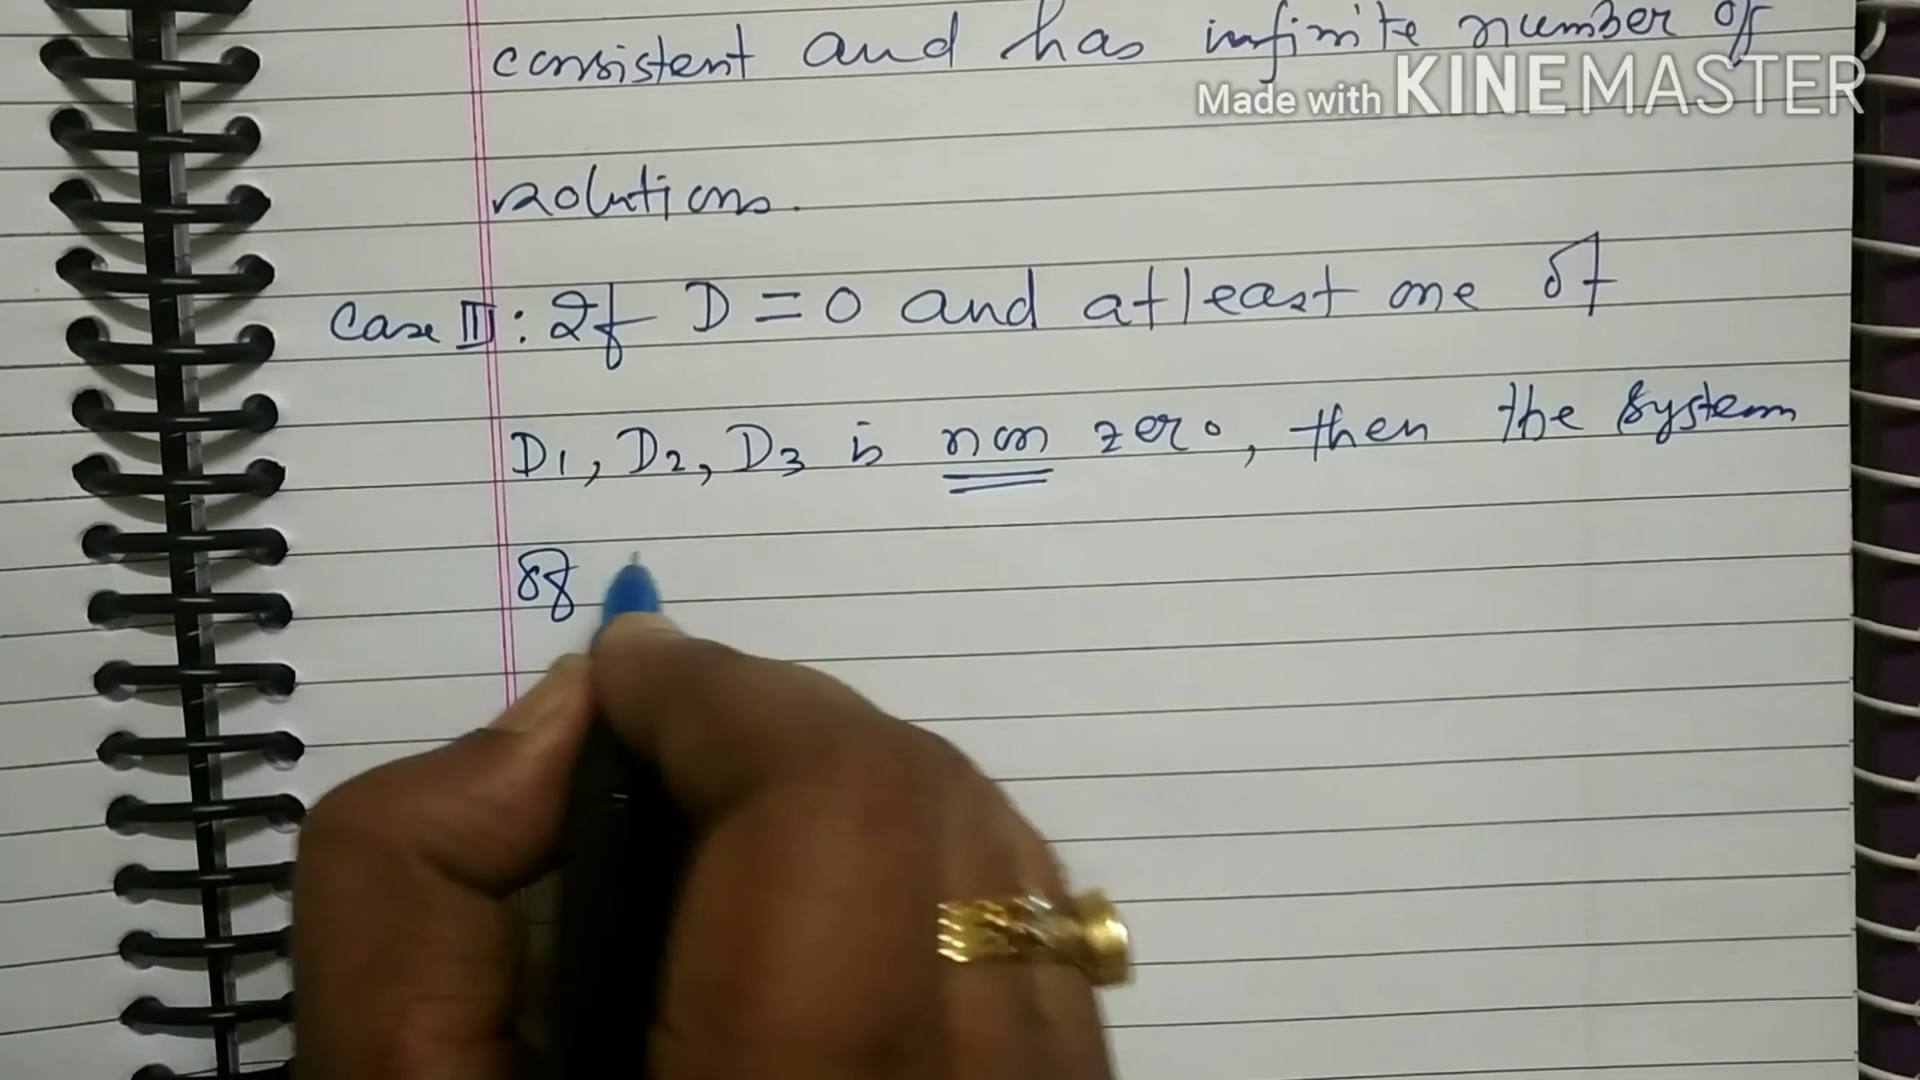 consistent and has infinite number of
Made with KINEMASTER
solutions.
Case III : If D = 0 and atleast one of
D1, D2, D3 is non zero, then the system
of